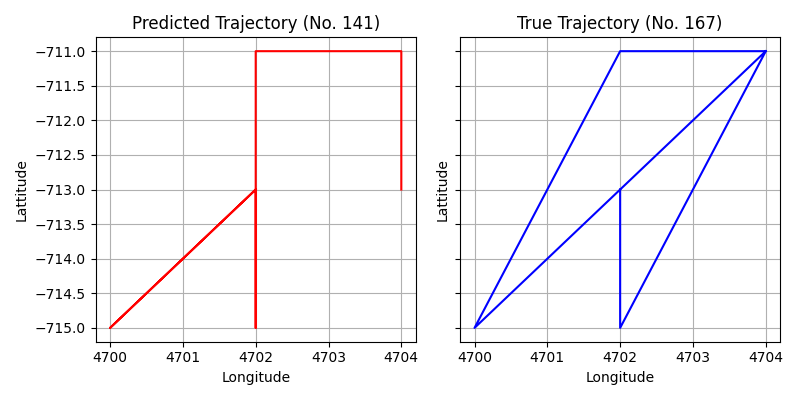 Predicted Trajectory (No. 141)
True Trajectory (No. 167)
Lattitude
−711.0
−711.5
−712.0
−712.5
−713.0
−713.5
−714.0
−714.5
−715.0
4700 4701 4702 4703 4704
Longitude
Lattitude
4700 4701 4702 4703 4704
Longitude